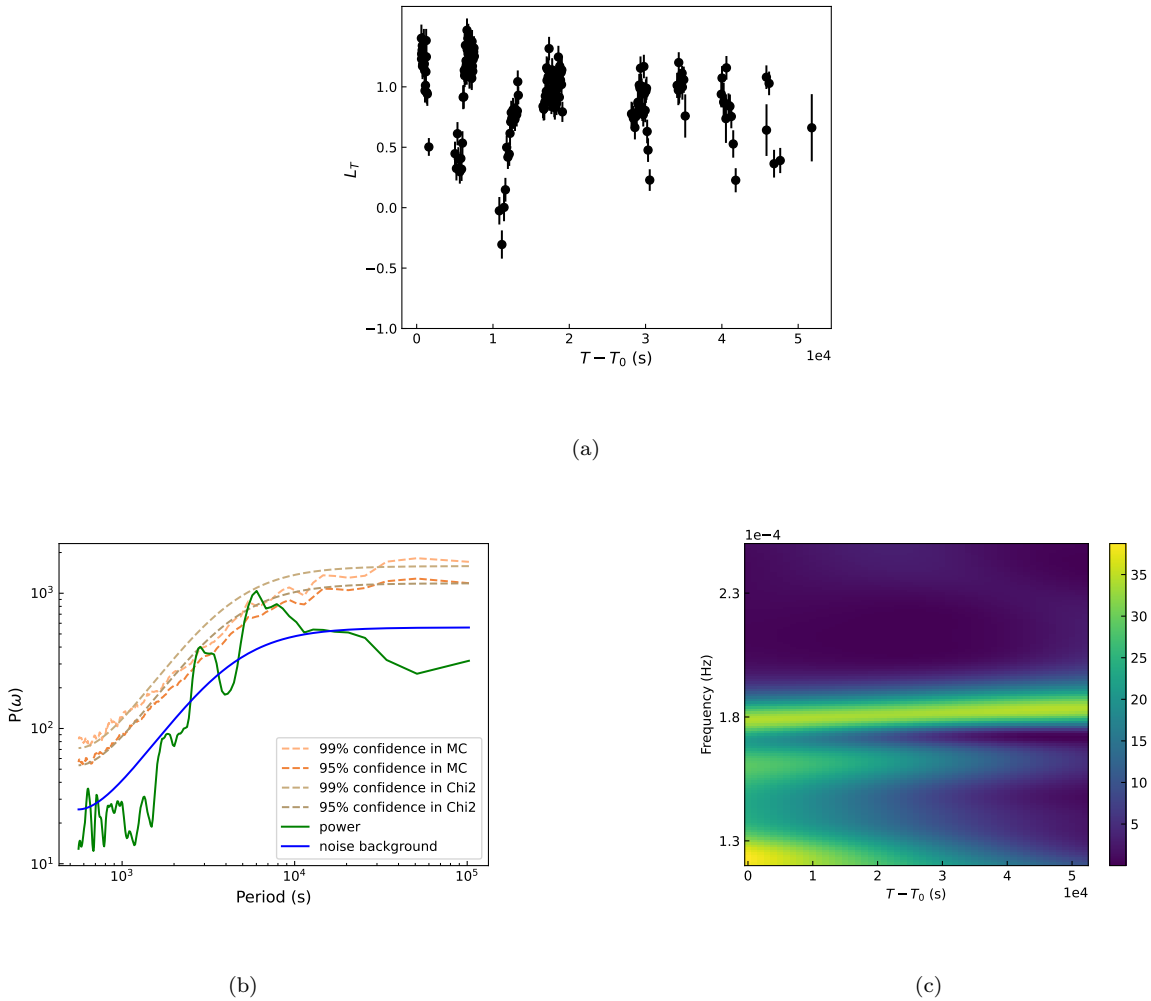 1.0
0.5
0.0
−0.5
−1.0
L_T
0 1 2 3 4 5
1e4
T − T_0 (s)
(a)
10^3
10^2
10^1
P(ω)
99% confidence in MC
95% confidence in MC
99% confidence in Chi2
95% confidence in Chi2
power
noise background
10^3 10^4 10^5
Period (s)
(b)
1e−4
2.3
1.8
1.3
Frequency (Hz)
0 1 2 3 4 5
1e4
T − T_0 (s)
35
30
25
20
15
10
5
(c)